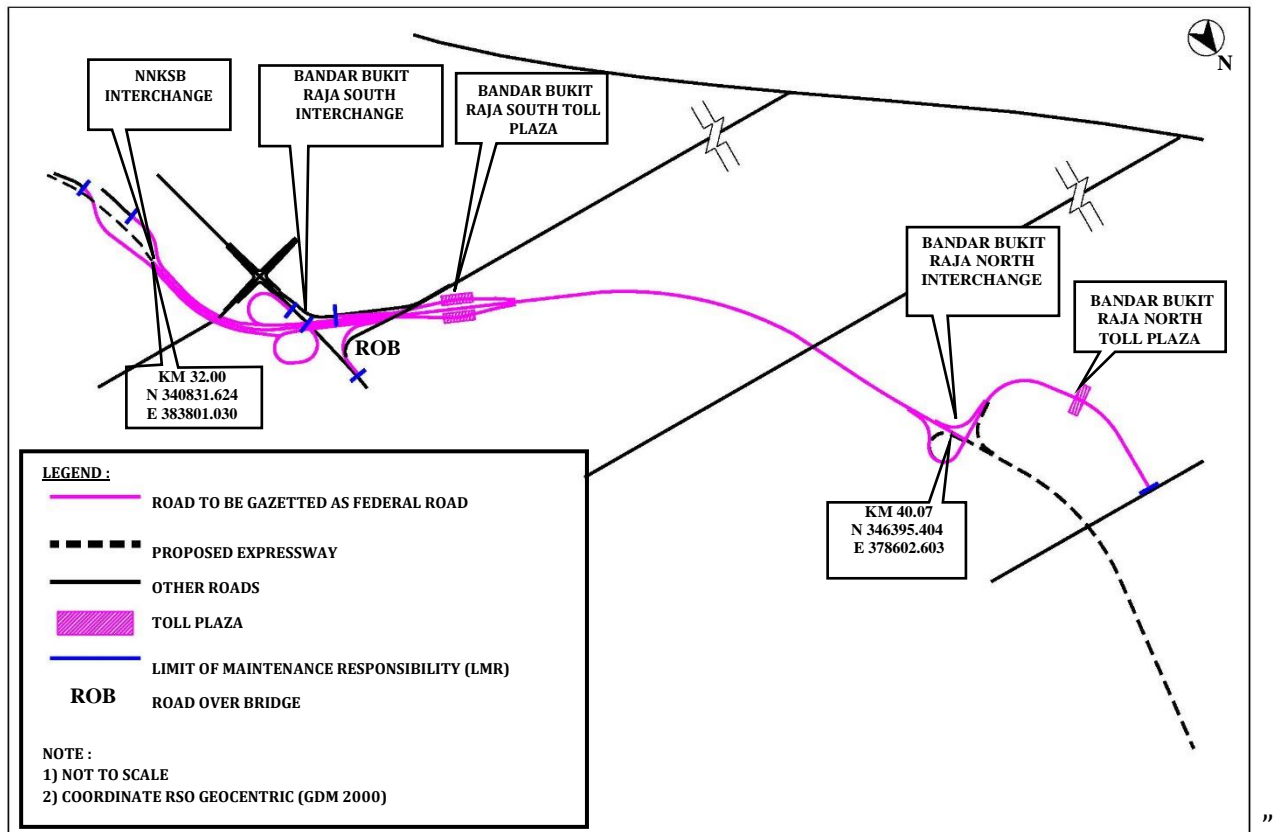 N
NNKSB
INTERCHANGE
BANDAR BUKIT
RAJA SOUTH
INTERCHANGE
BANDAR BUKIT
RAJA SOUTH TOLL
PLAZA
BANDAR BUKIT
RAJA NORTH
INTERCHANGE
BANDAR BUKIT
RAJA NORTH
TOLL PLAZA
ROB
KM 32.00
N 340831.624
E 383801.030
KM 40.07
N 346395.404
E 378602.603
LEGEND :
ROAD TO BE GAZETTED AS FEDERAL ROAD
PROPOSED EXPRESSWAY
OTHER ROADS
TOLL PLAZA
LIMIT OF MAINTENANCE RESPONSIBILITY (LMR)
ROB ROAD OVER BRIDGE
NOTE :
1) NOT TO SCALE
2) COORDINATE RSO GEOCENTRIC (GDM 2000)
”